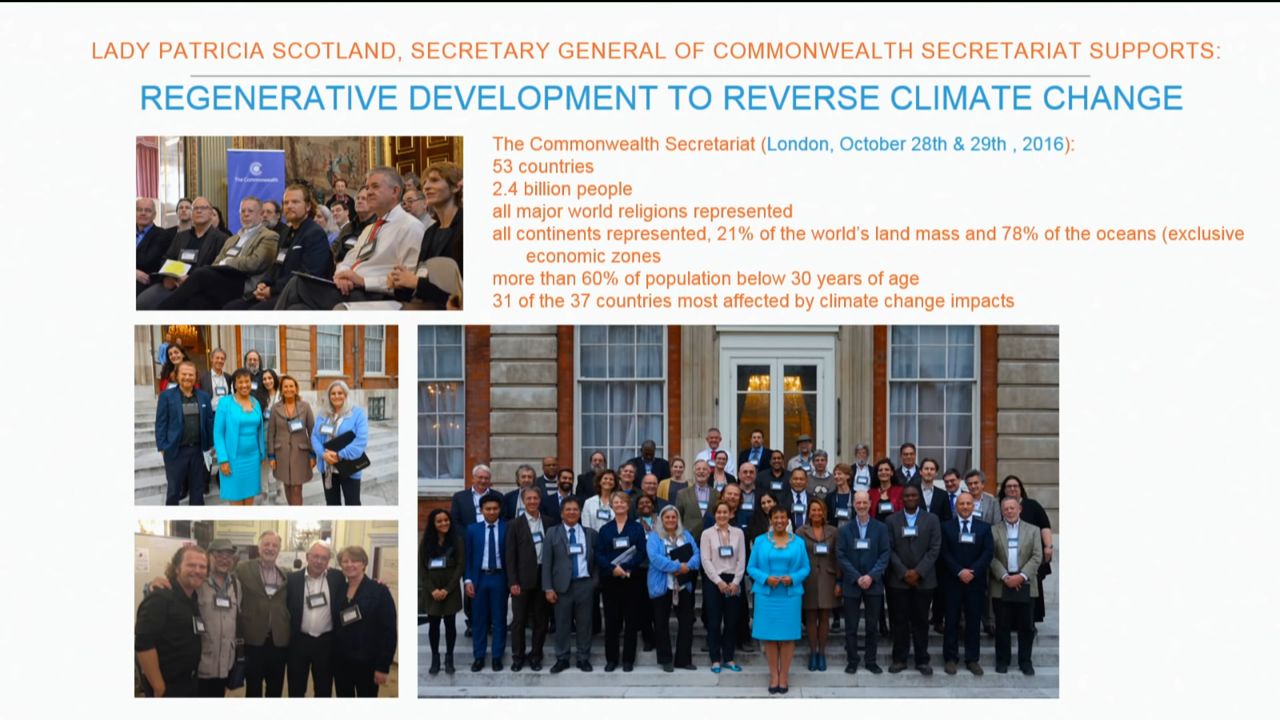 LADY PATRICIA SCOTLAND, SECRETARY GENERAL OF COMMONWEALTH SECRETARIAT SUPPORTS:
REGENERATIVE DEVELOPMENT TO REVERSE CLIMATE CHANGE
The Commonwealth Secretariat (London, October 28th & 29th , 2016):
53 countries
2.4 billion people
all major world religions represented
all continents represented, 21% of the world's land mass and 78% of the oceans (exclusive
economic zones
more than 60% of population below 30 years of age
31 of the 37 countries most affected by climate change impacts
The Commonwealth